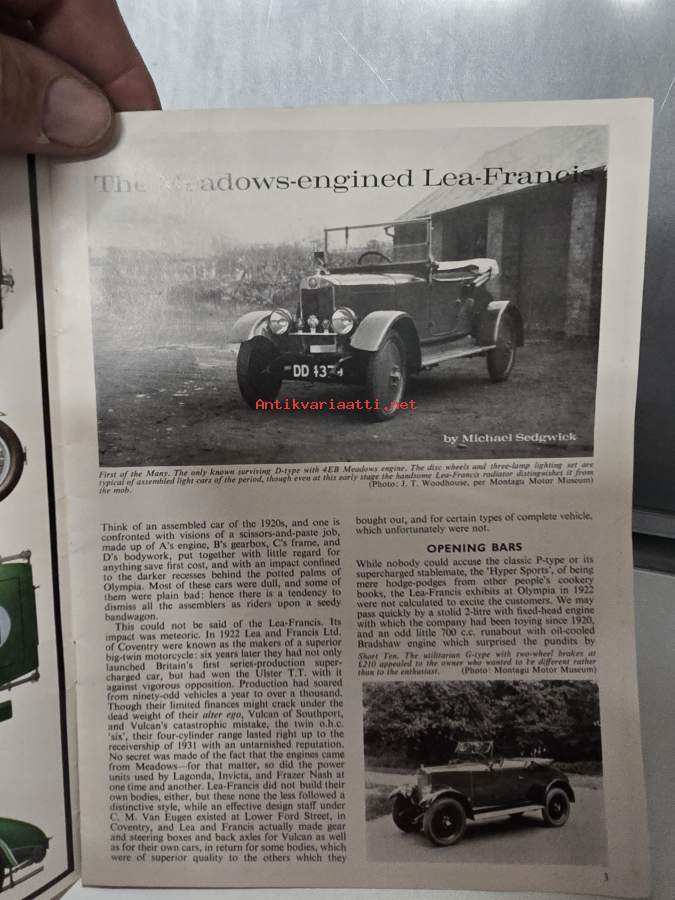 The Meadows-engined Lea-Francis
DD 437
Antikvariaatti.net
by Michael Sedgwick
First of the Many. The only known surviving D-type with 4EB Meadows engine. The disc wheels and three-lamp lighting set are
typical of assembled light cars of the period, though even at this early stage the handsome Lea-Francis radiator distinguishes it from
the mob.
(Photo: J. T. Woodhouse, per Montagu Motor Museum)
Think of an assembled car of the 1920s, and one is
confronted with visions of a scissors-and-paste job,
made up of A's engine, B's gearbox, C's frame, and
D's bodywork, put together with little regard for
anything save first cost, and with an impact confined
to the darker recesses behind the potted palms of
Olympia. Most of these cars were dull, and some of
them were plain bad: hence there is a tendency to
dismiss all the assemblers as riders upon a seedy
bandwagon.
This could not be said of the Lea-Francis. Its
impact was meteoric. In 1922 Lea and Francis Ltd.
of Coventry were known as the makers of a superior
big-twin motorcycle: six years later they had not only
launched Britain's first series-production super-
charged car, but had won the Ulster T.T. with it
against vigorous opposition. Production had soared
from ninety-odd vehicles a year to over a thousand.
Though their limited finances might crack under the
dead weight of their alter ego, Vulcan of Southport,
and Vulcan's catastrophic mistake, the twin o.h.c.
'six', their four-cylinder range lasted right up to the
receivership of 1931 with an untarnished reputation.
No secret was made of the fact that the engines came
from Meadows—for that matter, so did the power
units used by Lagonda, Invicta, and Frazer Nash at
one time and another. Lea-Francis did not build their
own bodies, either, but these none the less followed a
distinctive style, while an effective design staff under
C. M. Van Eugen existed at Lower Ford Street, in
Coventry, and Lea and Francis actually made gear
and steering boxes and back axles for Vulcan as well
as for their own cars, in return for some bodies, which
were of superior quality to the others which they
bought out, and for certain types of complete vehicle,
which unfortunately were not.
OPENING BARS
While nobody could accuse the classic P-type or its
supercharged stablemate, the 'Hyper Sports', of being
mere hodge-podges from other people's cookery
books, the Lea-Francis exhibits at Olympia in 1922
were not calculated to excite the customers. We may
pass quickly by a solid 2-litre with fixed-head engine
with which the company had been toying since 1920,
and an odd little 700 c.c. runabout with oil-cooled
Bradshaw engine which surprised the pundits by
Short Ten. The utilitarian G-type with two-wheel brakes at
£210 appealed to the owner who wanted to be different rather
than to the enthusiast.
(Photo: Montagu Motor Museum)
3